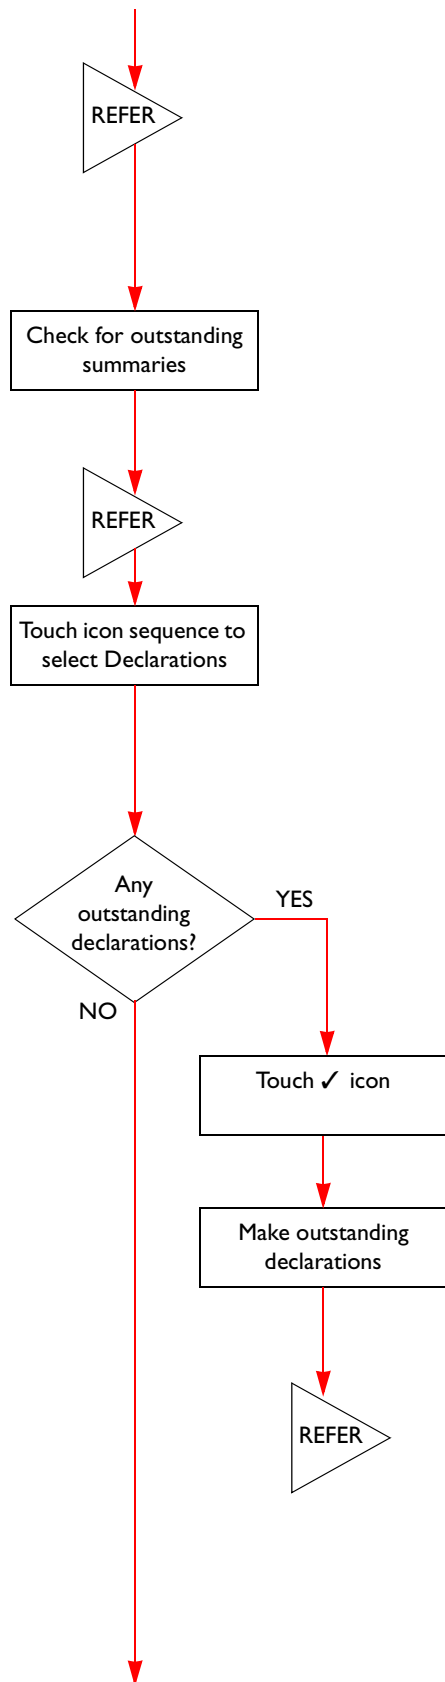 REFER
Check for outstanding
summaries
REFER
Touch icon sequence to
select Declarations
Any
outstanding
declarations?
YES
NO
Touch ✓ icon
Make outstanding
declarations
REFER